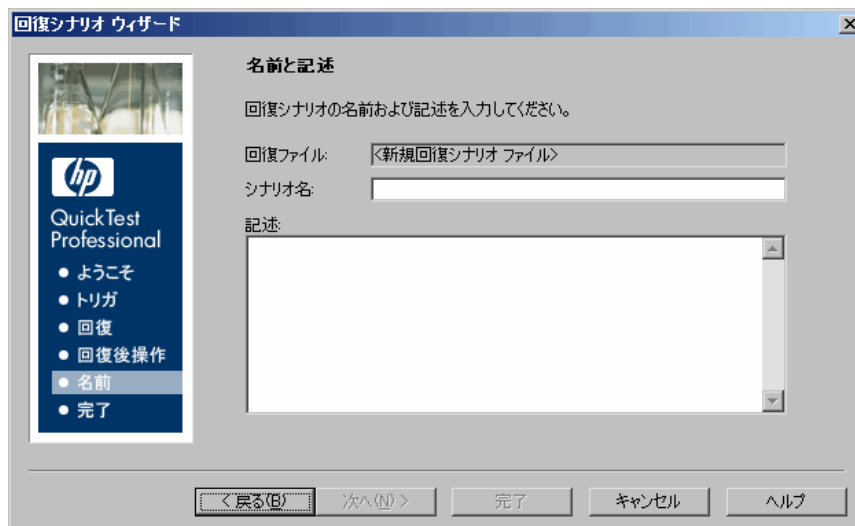 回復シナリオ ウィザード
名前と記述
回復シナリオの名前および記述を入力してください。
回復ファイル:
<新規回復シナリオ ファイル>
シナリオ名:
記述:
hp
QuickTest
Professional
● ようこそ
● トリガ
● 回復
● 回復後操作
● 名前
● 完了
< 戻る(B)
次へ(N) >
完了
キャンセル
ヘルプ